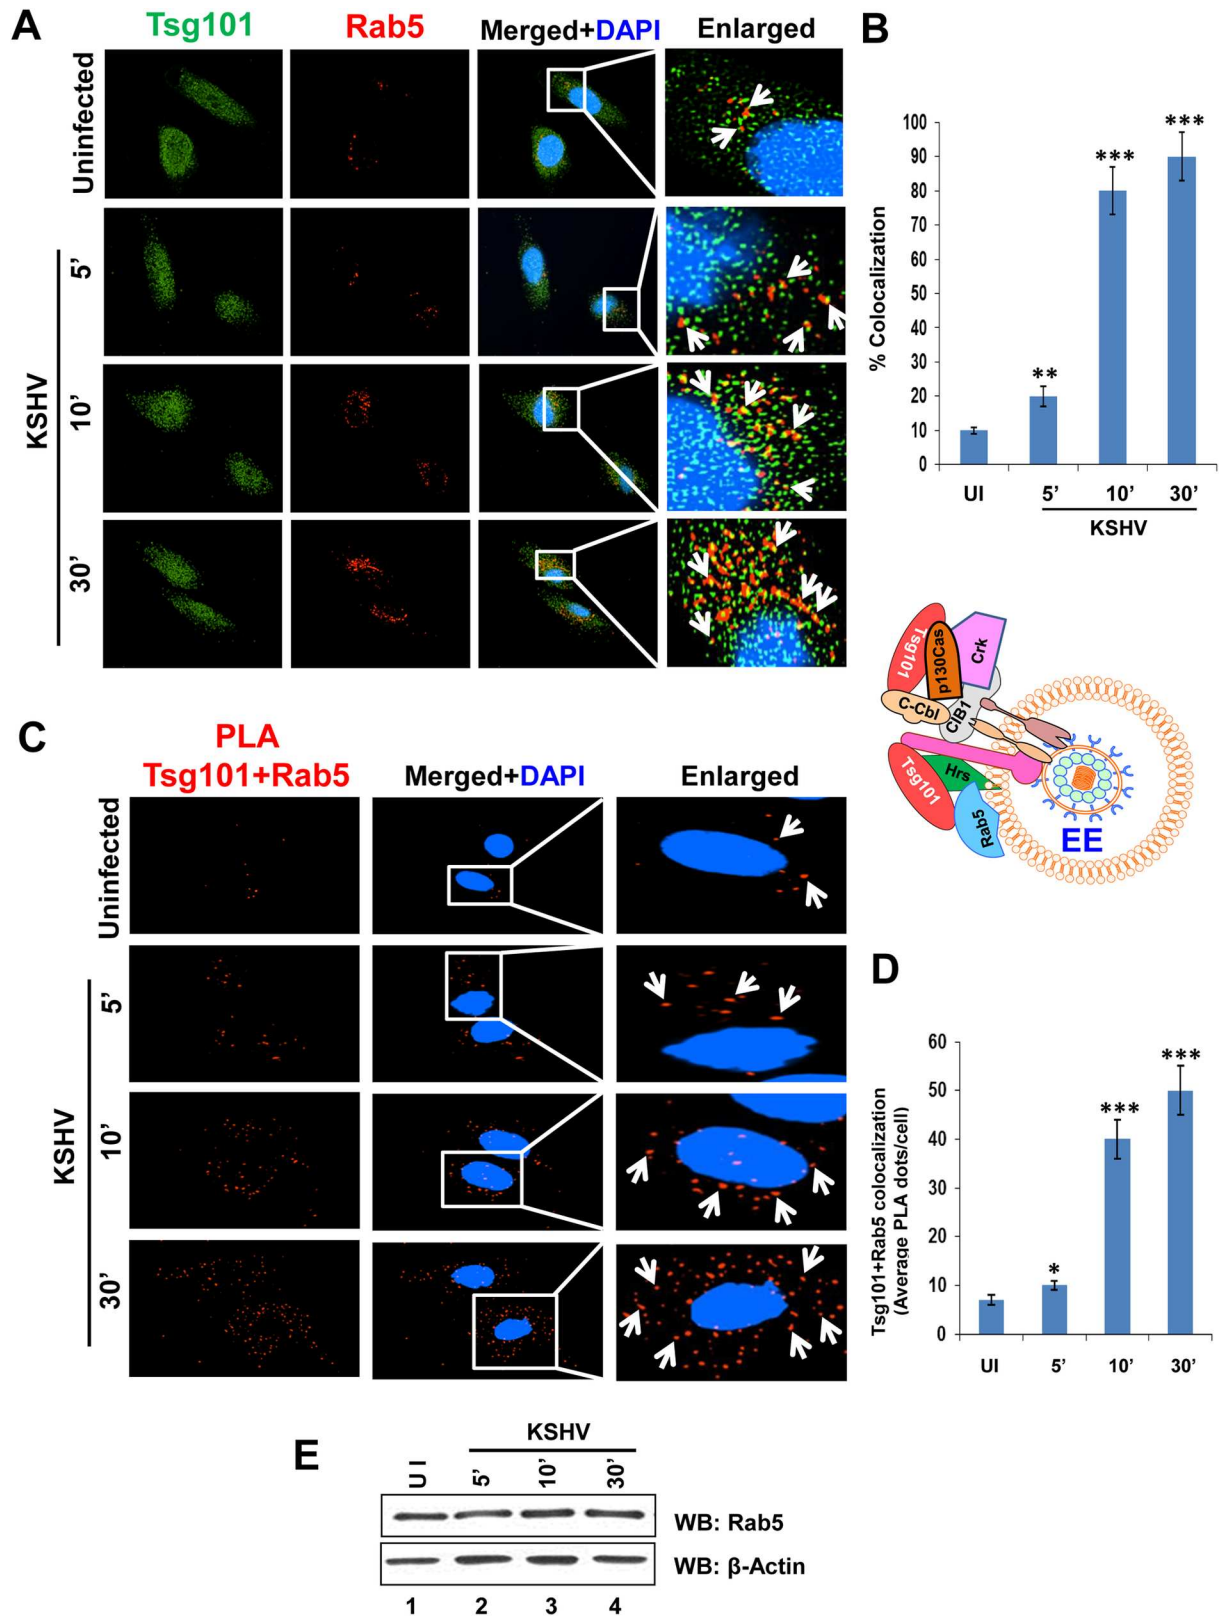 A
Tsg101
Rab5
Merged+DAPI
Enlarged
Uninfected
KSHV
5’
10’
30’
B
% Colocalization
100
90
80
70
60
50
40
30
20
10
0
**
***
***
UI
5’
10’
30’
KSHV
Tsg101
p130Cas
Crk
C-Cbl
CIB1
Tsg101
Hrs
Rab5
EE
C
PLA
Tsg101+Rab5
Merged+DAPI
Enlarged
Uninfected
KSHV
5’
10’
30’
D
Tsg101+Rab5 colocalization
(Average PLA dots/cell)
60
50
40
30
20
10
0
*
***
***
UI
5’
10’
30’
E
KSHV
U I
5’
10’
30’
WB: Rab5
WB: β-Actin
1 2 3 4